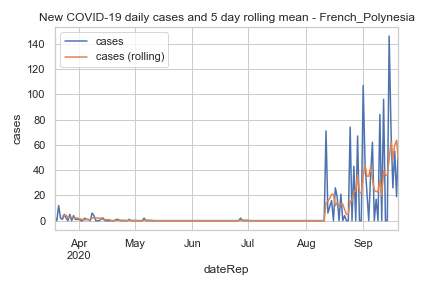 New COVID-19 daily cases and 5 day rolling mean - French_Polynesia
cases
cases (rolling)
140
120
100
80
60
40
20
0
cases
Apr May Jun Jul Aug Sep
2020
dateRep